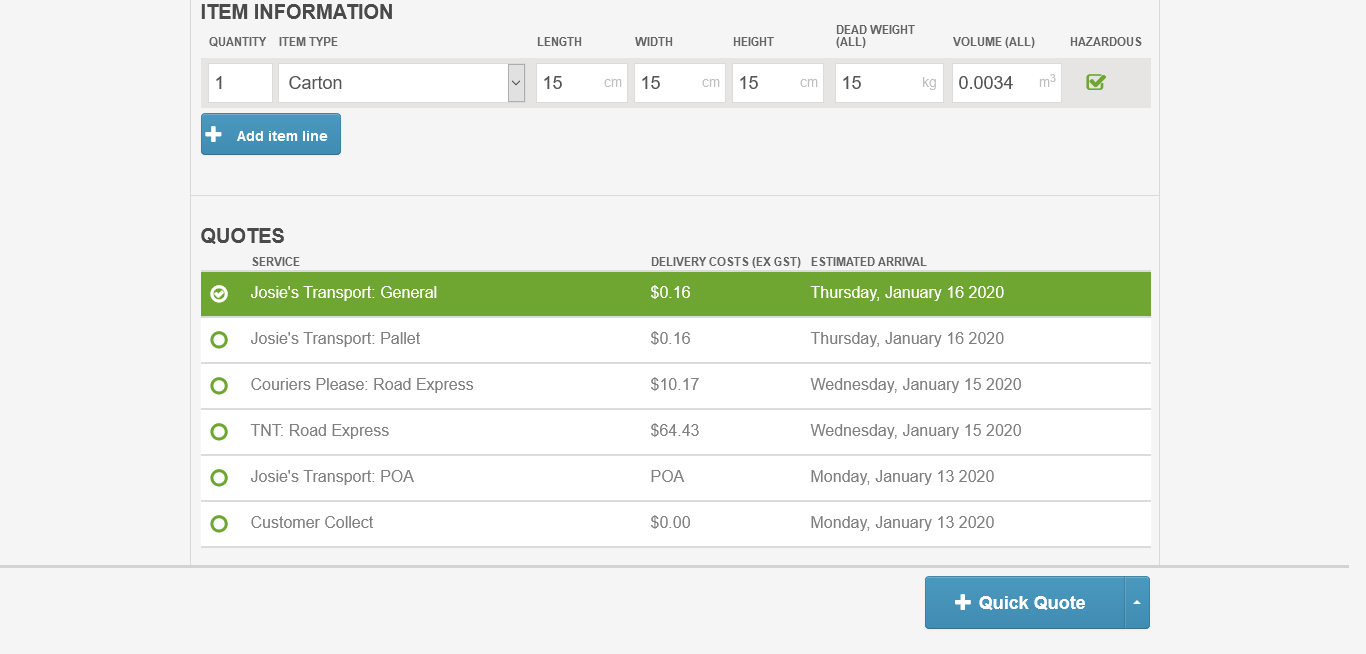 ITEM INFORMATION
QUANTITY ITEM TYPE LENGTH WIDTH HEIGHT DEAD WEIGHT (ALL) VOLUME (ALL) HAZARDOUS
1 Carton 15 cm 15 cm 15 cm 15 kg 0.0034 m³
Add item line
QUOTES
SERVICE DELIVERY COSTS (EX GST) ESTIMATED ARRIVAL
Josie's Transport: General $0.16 Thursday, January 16 2020
Josie's Transport: Pallet $0.16 Thursday, January 16 2020
Couriers Please: Road Express $10.17 Wednesday, January 15 2020
TNT: Road Express $64.43 Wednesday, January 15 2020
Josie's Transport: POA POA Monday, January 13 2020
Customer Collect $0.00 Monday, January 13 2020
Quick Quote